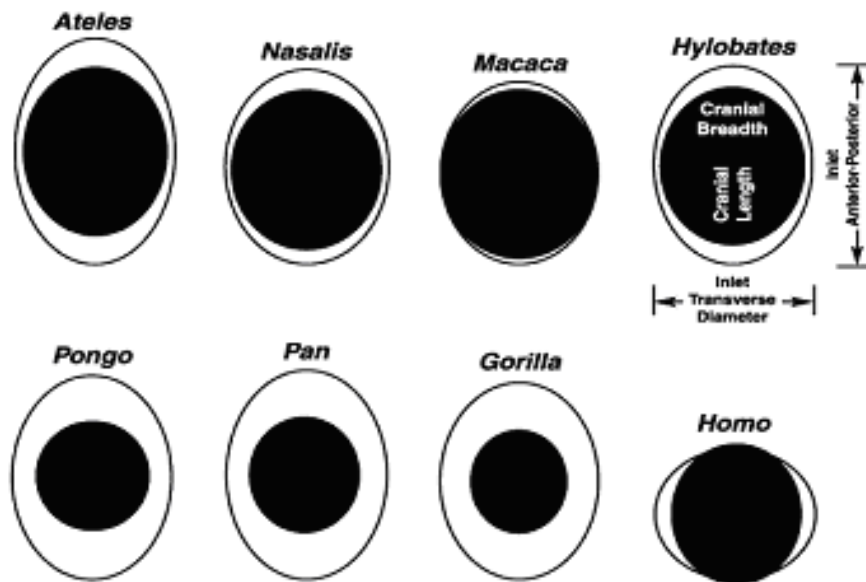 Ateles
Nasalis
Macaca
Hylobates
Cranial
Breadth
Cranial
Length
Inlet
Anterior-Posterior
Inlet
Transverse
Diameter
Pongo
Pan
Gorilla
Homo